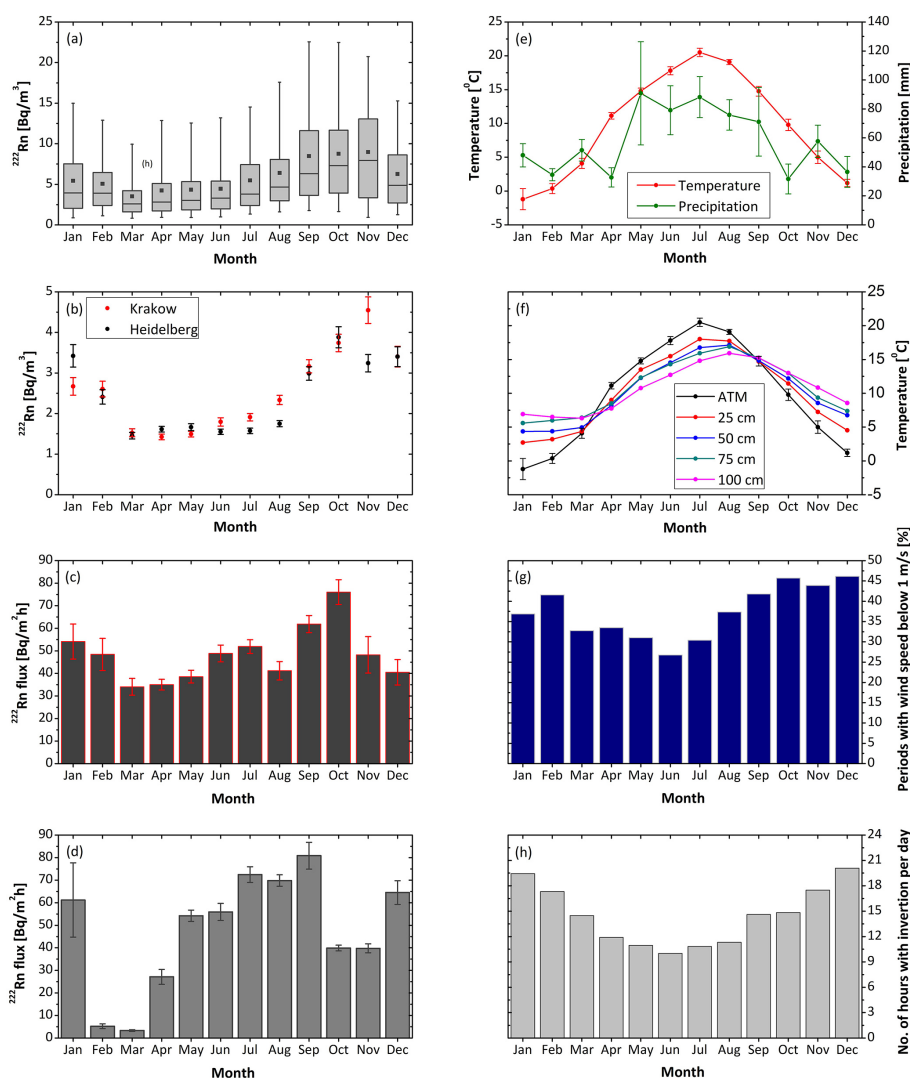 (a)
²²²Rn [Bq/m³]
25
20
15
10
5
0
(h)
Jan Feb Mar Apr May Jun Jul Aug Sep Oct Nov Dec
Month
(e)
Temperature [⁰C]
25
20
15
10
5
0
-5
Precipitation [mm]
140
120
100
80
60
40
20
0
Temperature
Precipitation
Jan Feb Mar Apr May Jun Jul Aug Sep Oct Nov Dec
Month
(b)
²²²Rn [Bq/m³]
5
4
3
2
1
0
Krakow
Heidelberg
Jan Feb Mar Apr May Jun Jul Aug Sep Oct Nov Dec
Month
(f)
Temperature [⁰C]
25
20
15
10
5
0
-5
ATM
25 cm
50 cm
75 cm
100 cm
Jan Feb Mar Apr May Jun Jul Aug Sep Oct Nov Dec
Month
(c)
²²²Rn flux [Bq/m²h]
90
80
70
60
50
40
30
20
10
0
Jan Feb Mar Apr May Jun Jul Aug Sep Oct Nov Dec
Month
(g)
Periods with wind speed below 1 m/s [%]
50
45
40
35
30
25
20
15
10
5
0
Jan Feb Mar Apr May Jun Jul Aug Sep Oct Nov Dec
Month
(d)
²²²Rn flux [Bq/m²h]
90
80
70
60
50
40
30
20
10
0
Jan Feb Mar Apr May Jun Jul Aug Sep Oct Nov Dec
Month
(h)
No. of hours with invertion per day
24
21
18
15
12
9
6
3
0
Jan Feb Mar Apr May Jun Jul Aug Sep Oct Nov Dec
Month